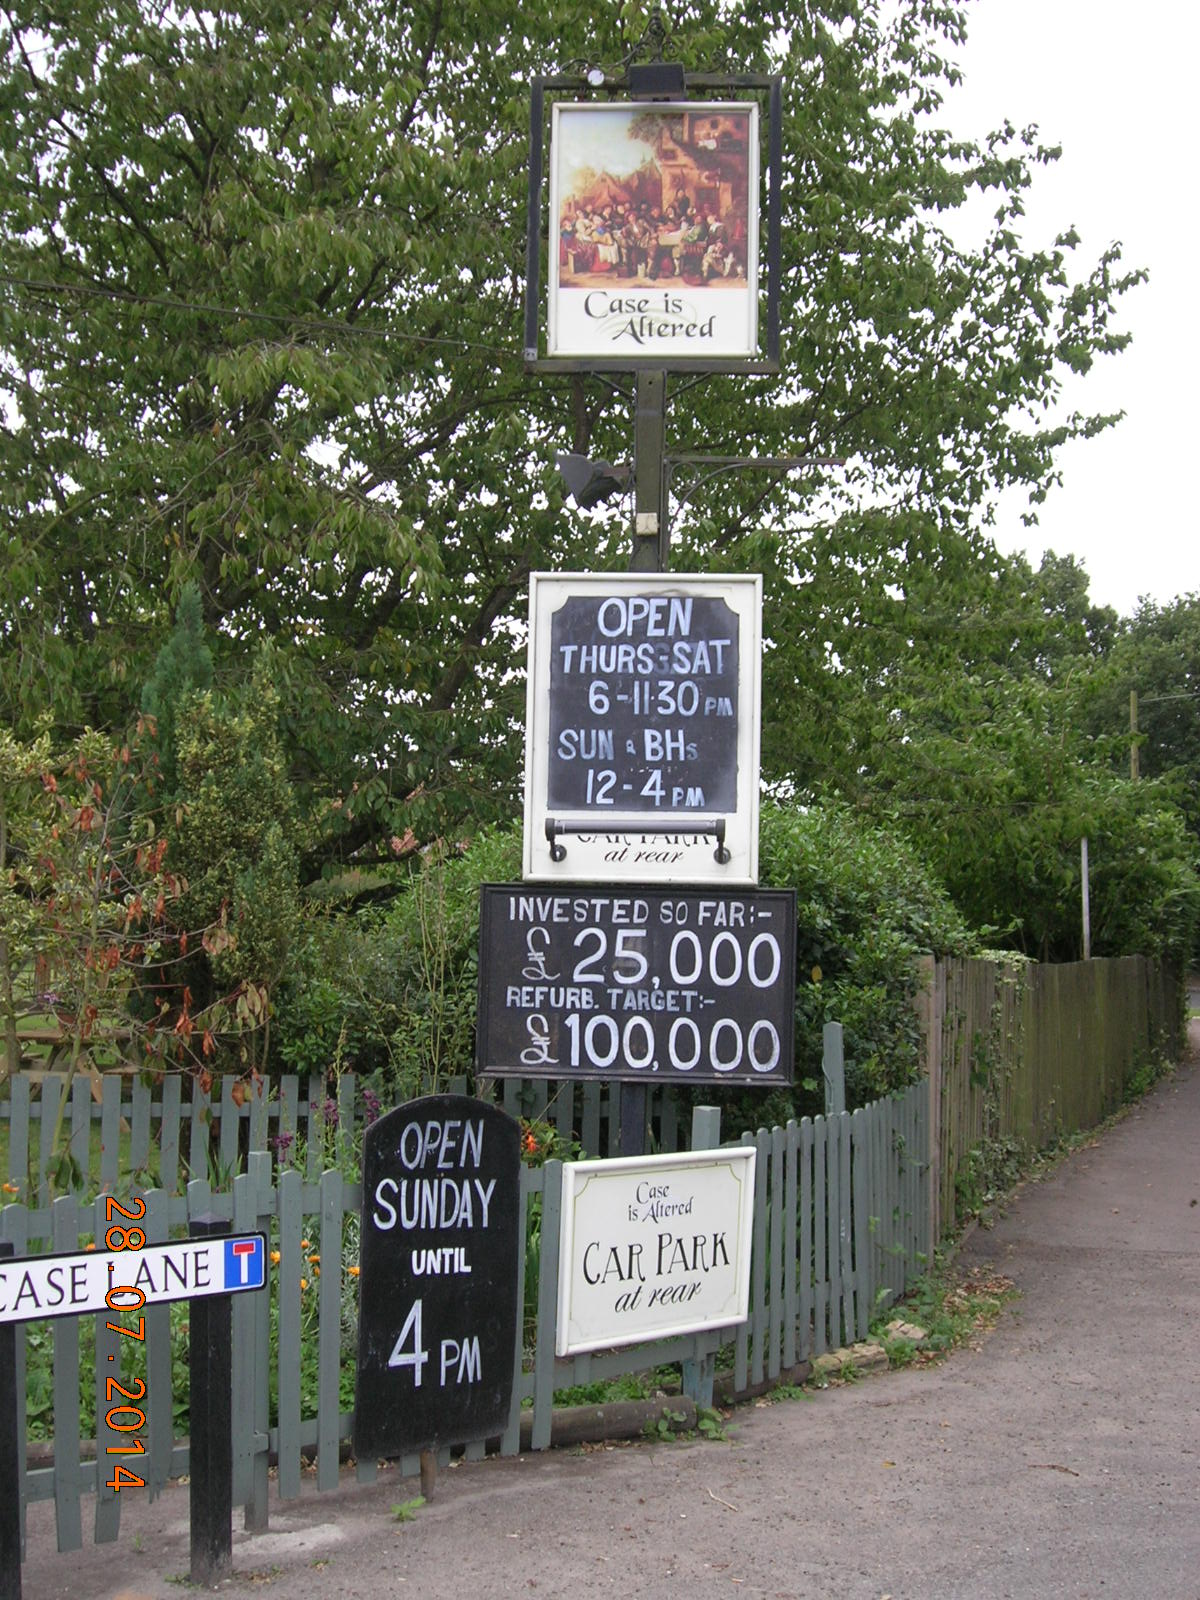 Case is
Altered
OPEN
THURS-SAT
6-11·30 PM
SUN & BHs
12-4 PM
CAR PARK
at rear
INVESTED SO FAR:-
£25,000
REFURB. TARGET:-
£100,000
OPEN
SUNDAY
UNTIL
4 PM
Case
is Altered
CAR PARK
at rear
CASE LANE
28.07.2014